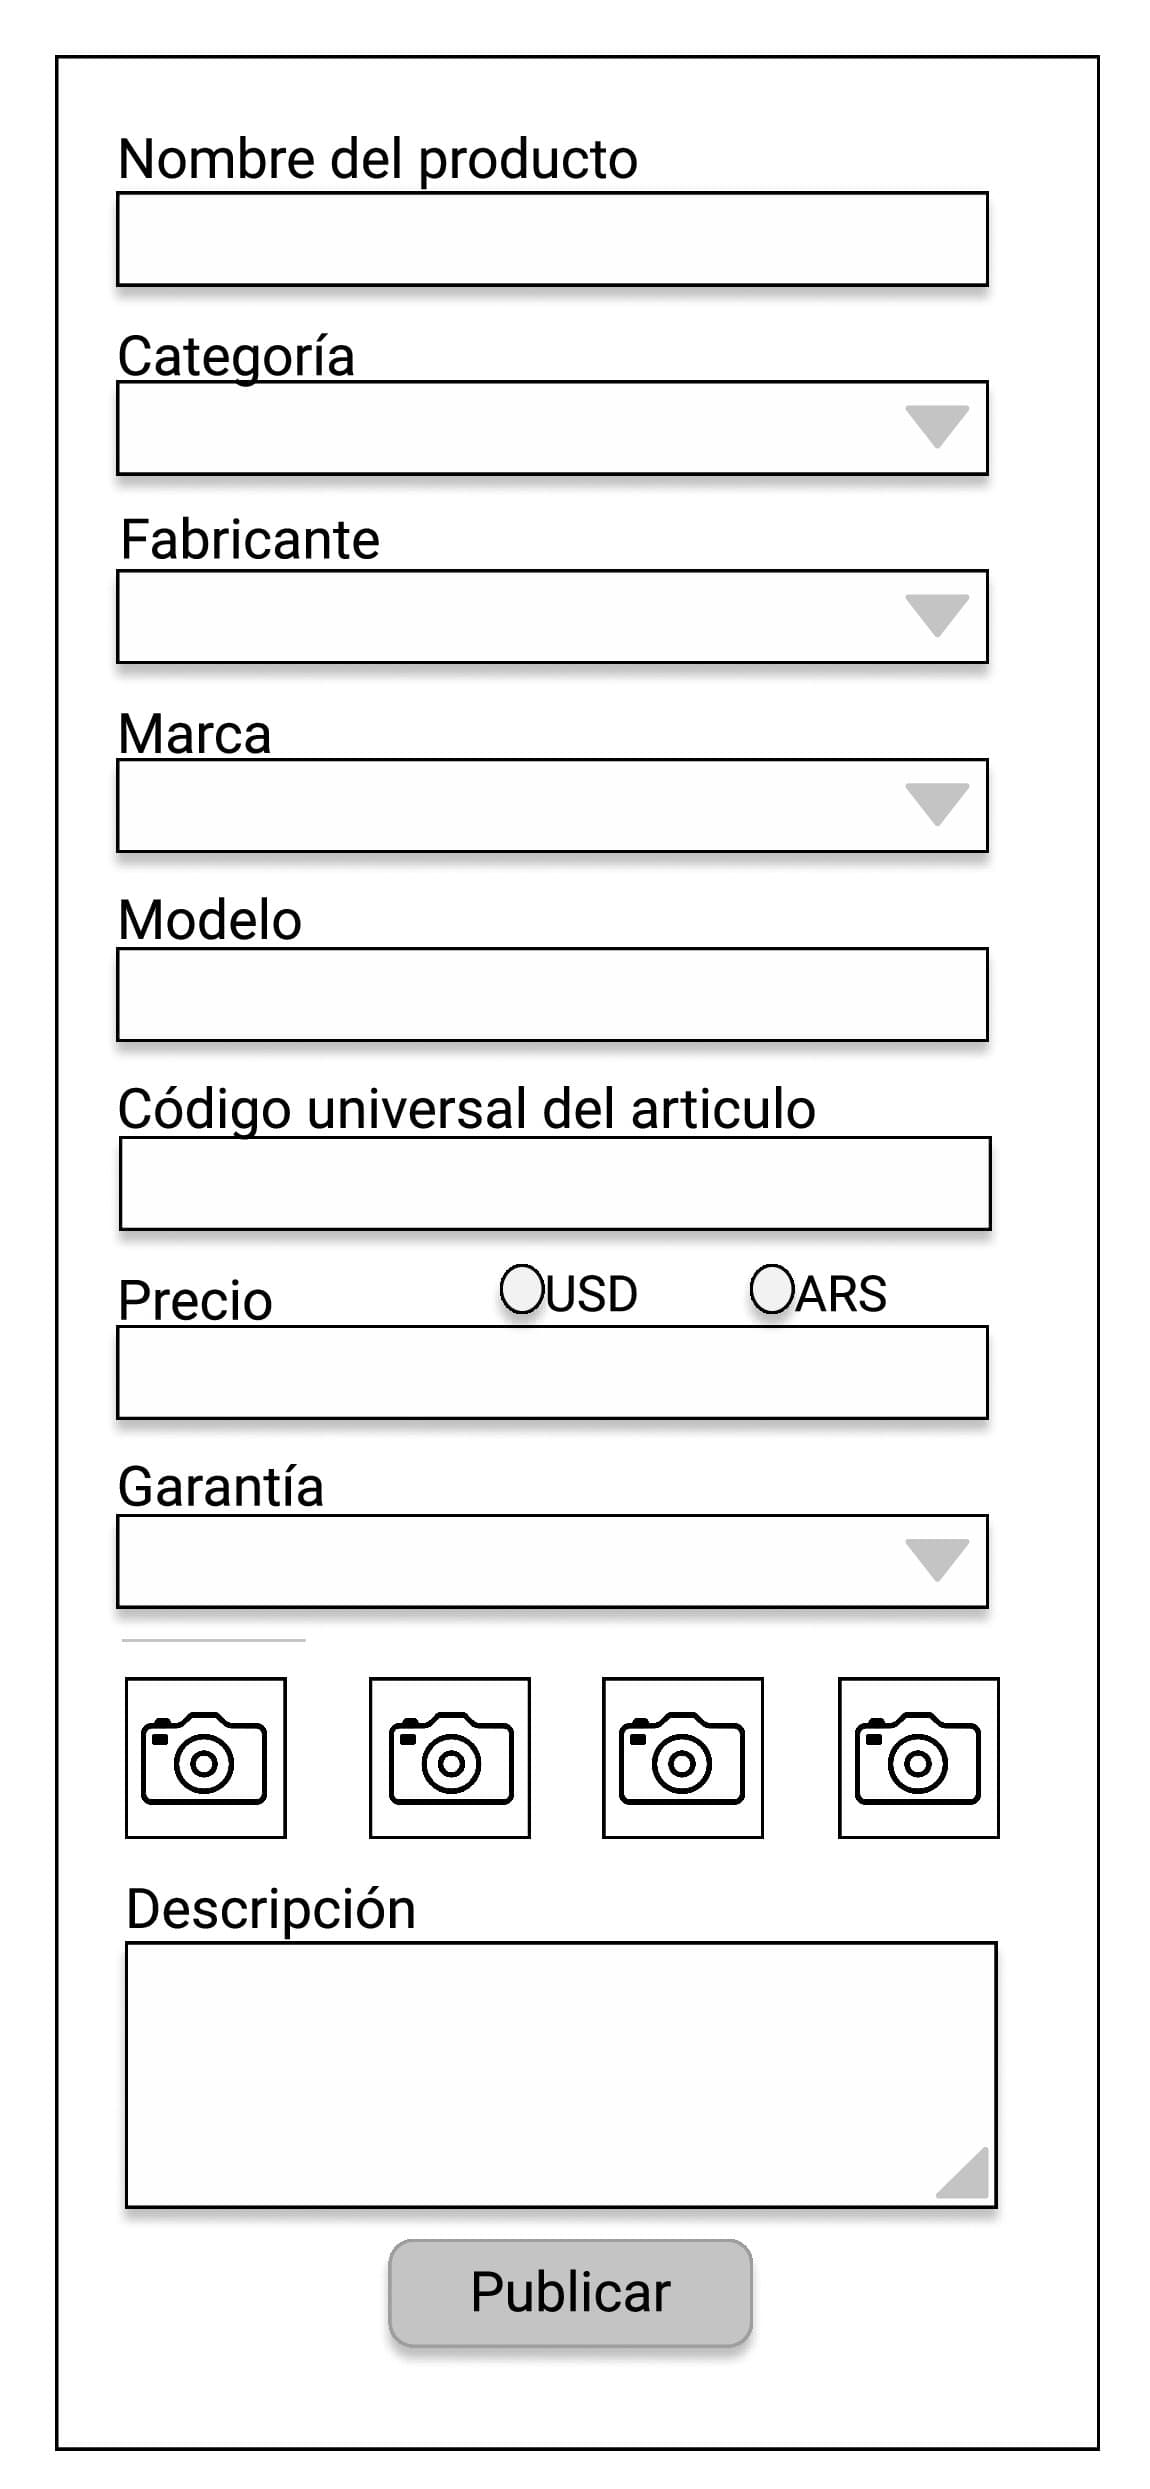 Nombre del producto
Categoría
Fabricante
Marca
Modelo
Código universal del articulo
Precio USD ARS
Garantía
Descripción
Publicar